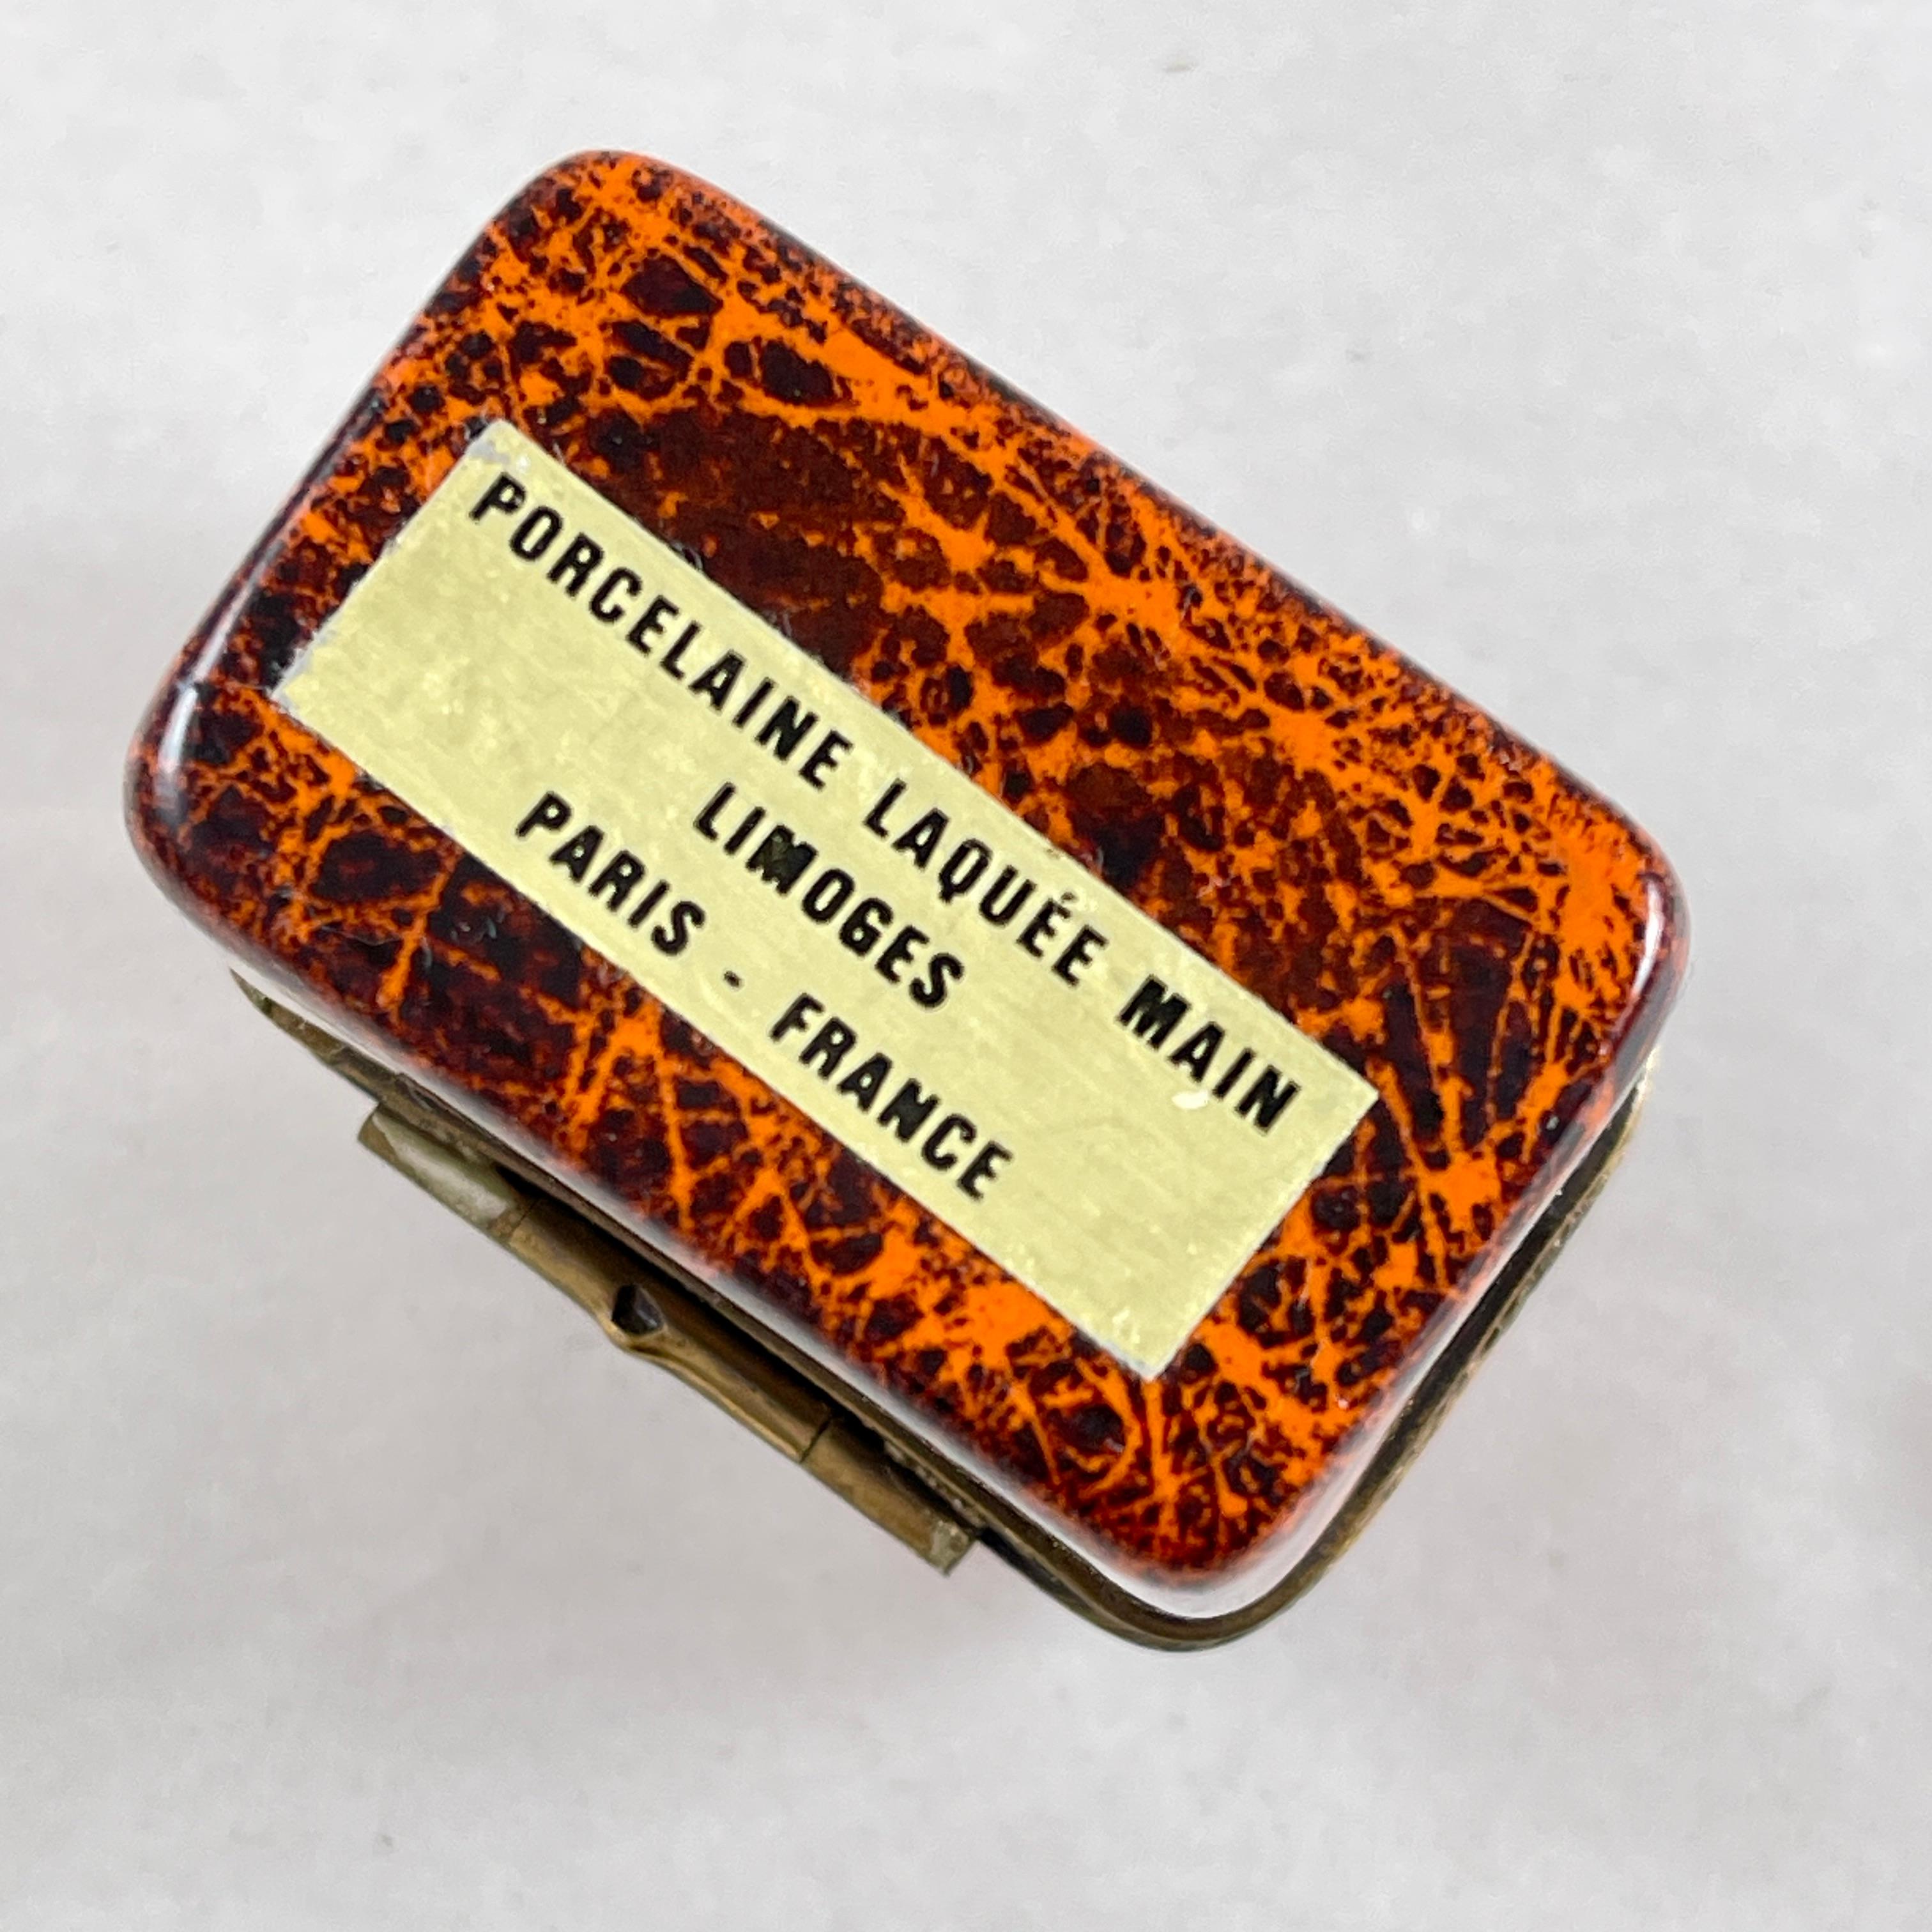 PORCELAINE LAQUÉE MAIN
LIMOGES
PARIS - FRANCE